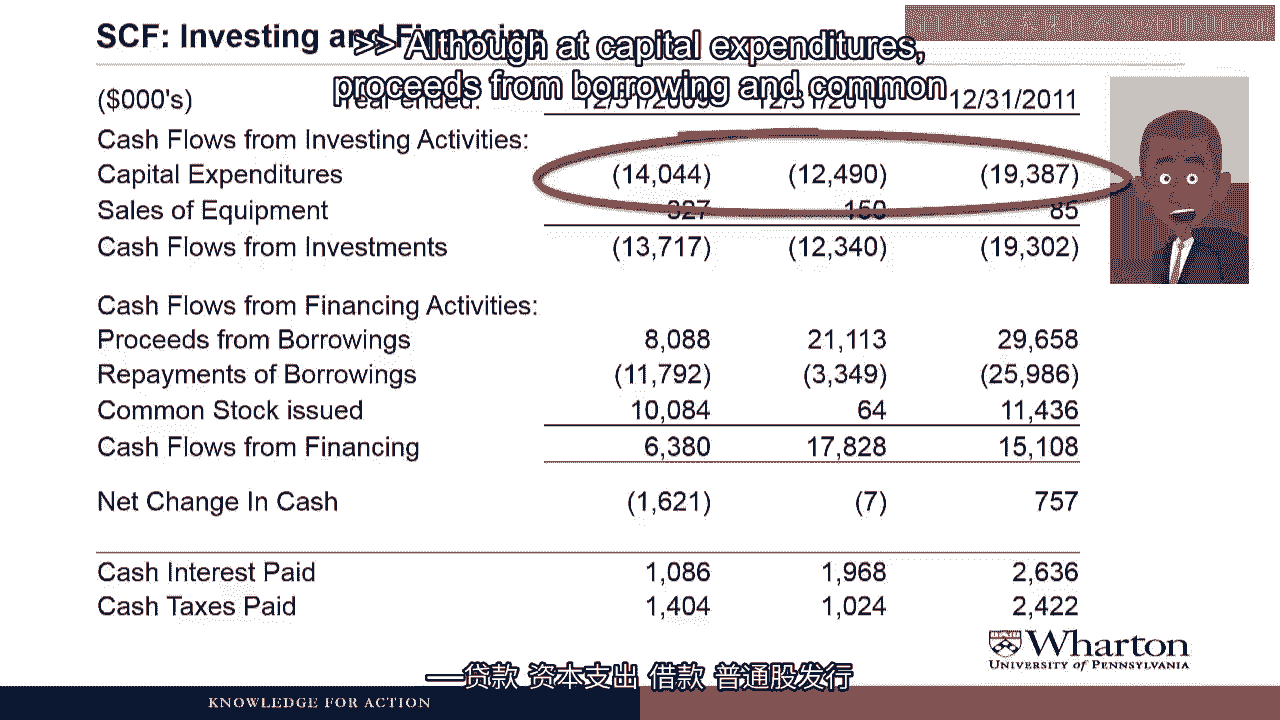 SCF: Investing and Financing
>> Although at capital expenditures,
proceeds from borrowing and common
($000's) Year ended: 12/31/2009 12/31/2010 12/31/2011
Cash Flows from Investing Activities:
Capital Expenditures (14,044) (12,490) (19,387)
Sales of Equipment 327 150 85
Cash Flows from Investments (13,717) (12,340) (19,302)
Cash Flows from Financing Activities:
Proceeds from Borrowings 8,088 21,113 29,658
Repayments of Borrowings (11,792) (3,349) (25,986)
Common Stock issued 10,084 64 11,436
Cash Flows from Financing 6,380 17,828 15,108
Net Change In Cash (1,621) (7) 757
Cash Interest Paid 1,086 1,968 2,636
Cash Taxes Paid 1,404 1,024 2,422
Wharton
UNIVERSITY of PENNSYLVANIA
——贷款 资本支出 借款 普通股发行
KNOWLEDGE FOR ACTION